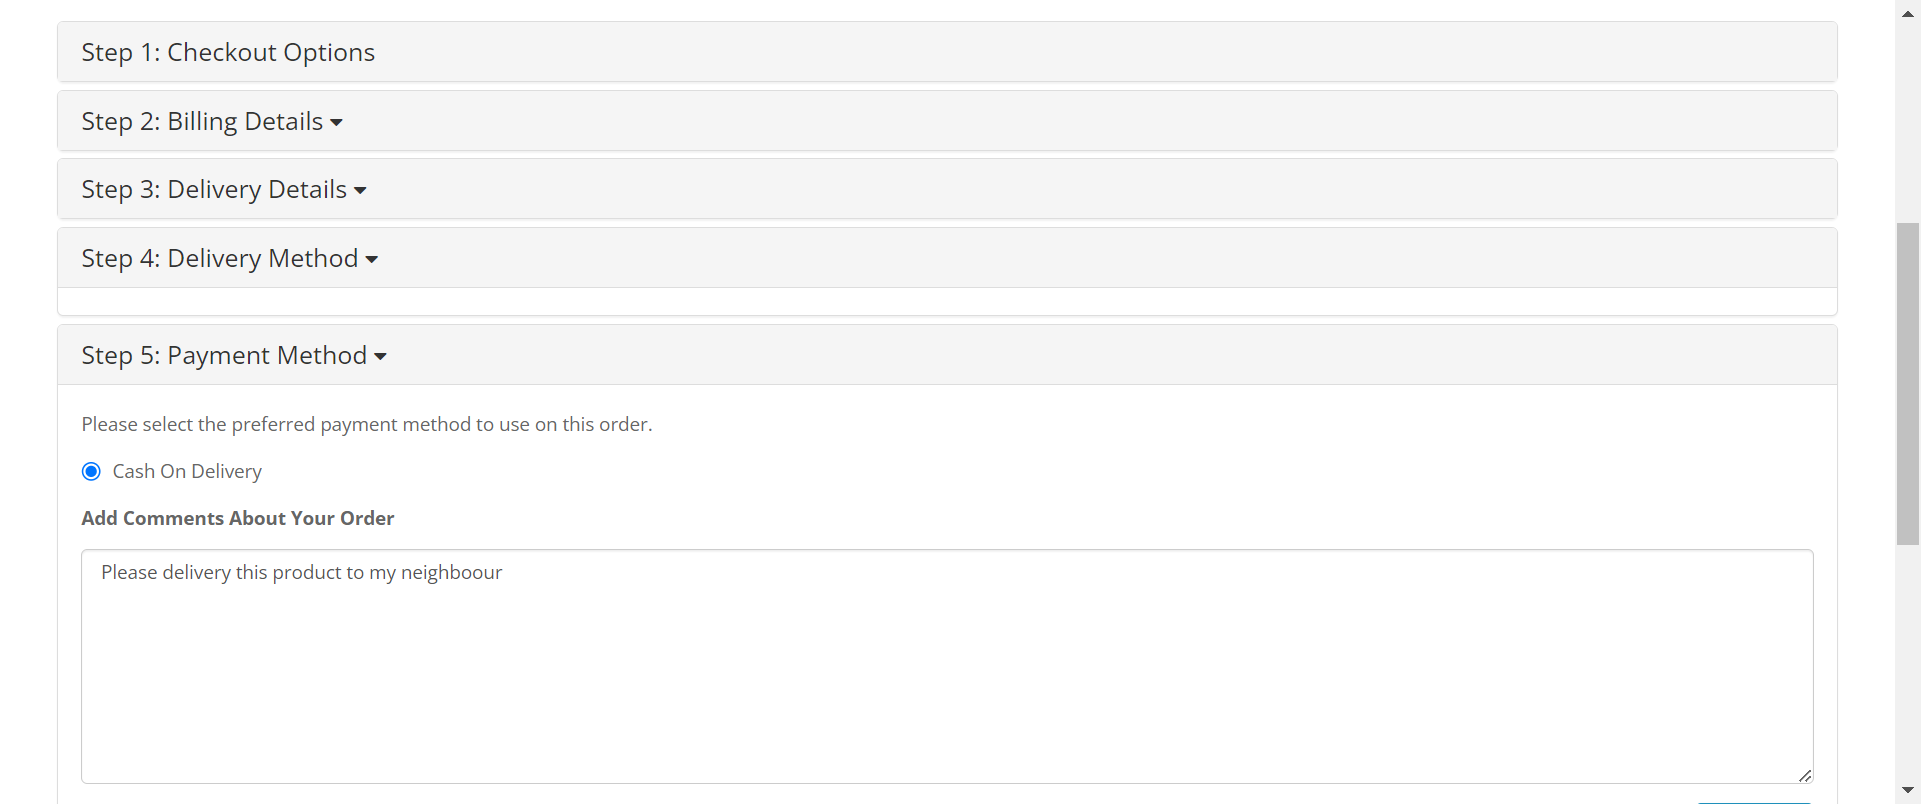 Step 1: Checkout Options
Step 2: Billing Details
Step 3: Delivery Details
Step 4: Delivery Method
Step 5: Payment Method
Please select the preferred payment method to use on this order.
Cash On Delivery
Add Comments About Your Order
Please delivery this product to my neighboour